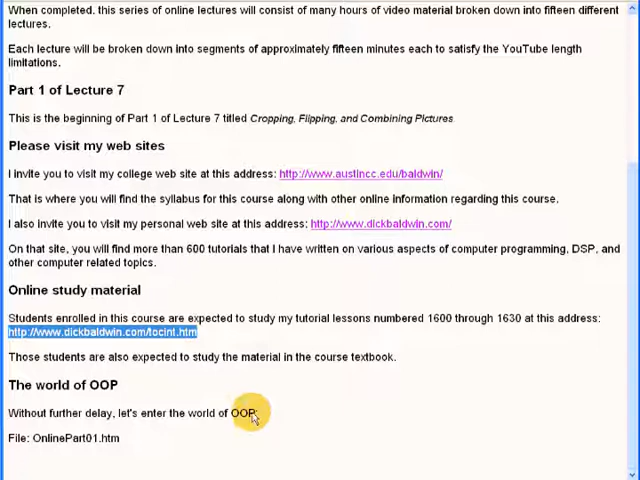 When completed, this series of online lectures will consist of many hours of video material broken down into fifteen different
lectures.
Each lecture will be broken down into segments of approximately fifteen minutes each to satisfy the YouTube length
limitations.
Part 1 of Lecture 7
This is the beginning of Part 1 of Lecture 7 titled Cropping, Flipping, and Combining Pictures.
Please visit my web sites
I invite you to visit my college web site at this address: http://www.austincc.edu/baldwin/
That is where you will find the syllabus for this course along with other online information regarding this course.
I also invite you to visit my personal web site at this address: http://www.dickbaldwin.com/
On that site, you will find more than 600 tutorials that I have written on various aspects of computer programming, DSP, and
other computer related topics.
Online study material
Students enrolled in this course are expected to study my tutorial lessons numbered 1600 through 1630 at this address:
http://www.dickbaldwin.com/tocint.htm
Those students are also expected to study the material in the course textbook.
The world of OOP
Without further delay, let's enter the world of OOP:
File: OnlinePart01.htm